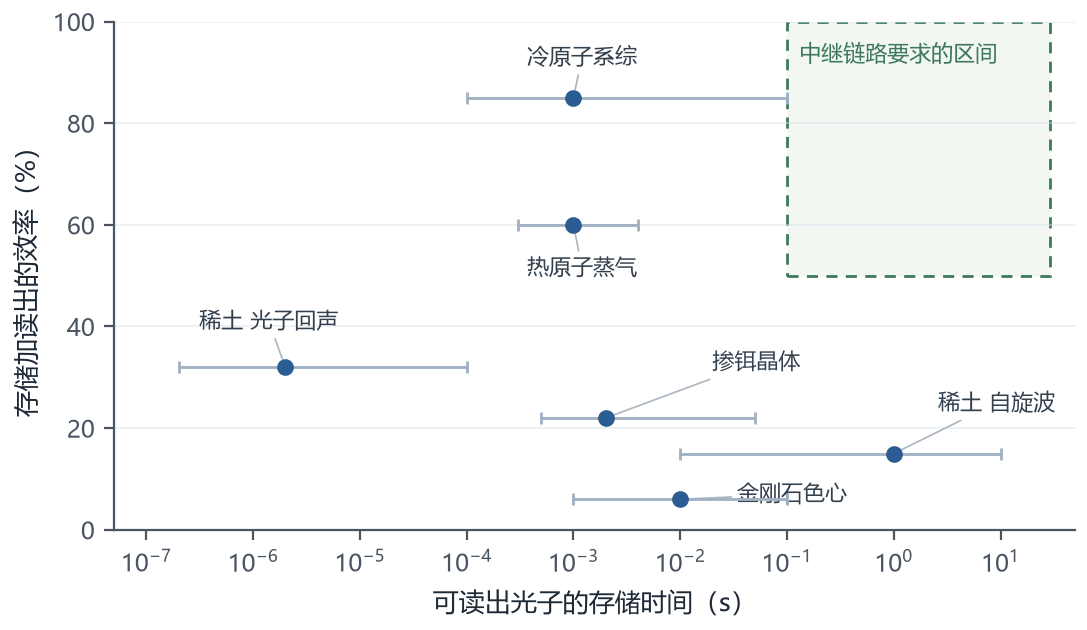 100
冷原子系综
中继链路要求的区间
80
60
热原子蒸气
稀土 光子回声
40
掺铒晶体
稀土 自旋波
20
金刚石色心
0
存储加读出的效率（%）
10⁻⁷ 10⁻⁶ 10⁻⁵ 10⁻⁴ 10⁻³ 10⁻² 10⁻¹ 10⁰ 10¹
可读出光子的存储时间（s）